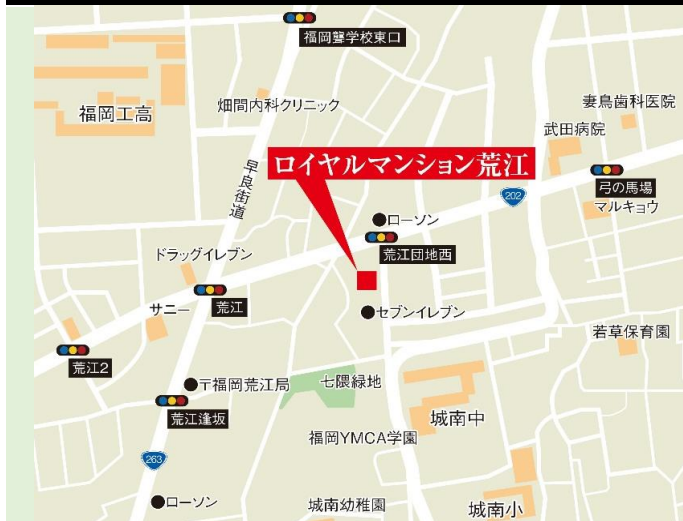 福岡聾学校東口
福岡工高
畑間内科クリニック
妻鳥歯科医院
武田病院
ロイヤルマンション荒江
早良街道
弓の馬場
202
マルキョウ
ローソン
荒江団地西
ドラッグイレブン
荒江
サニー
セブンイレブン
若草保育園
荒江2
〒福岡荒江局
七隈緑地
荒江逢坂
城南中
福岡YMCA学園
263
ローソン
城南幼稚園
城南小